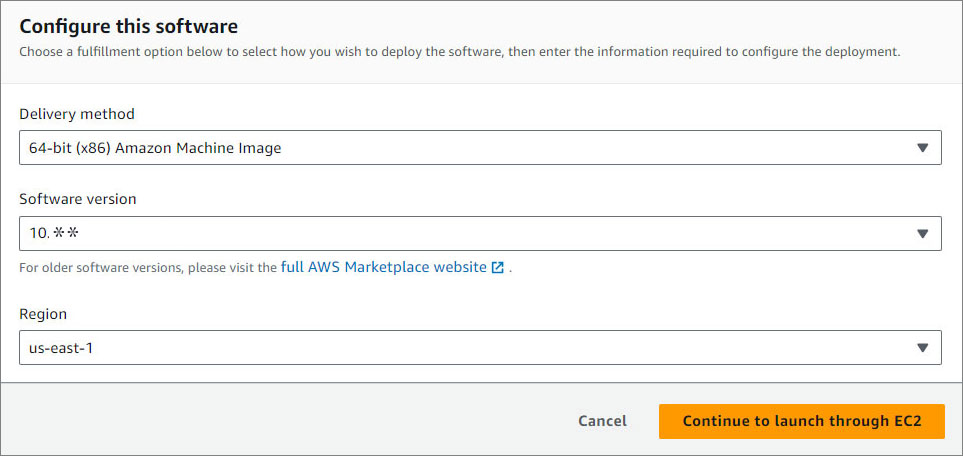 Configure this software
Choose a fulfillment option below to select how you wish to deploy the software, then enter the information required to configure the deployment.
Delivery method
64-bit (x86) Amazon Machine Image
Software version
10.**
For older software versions, please visit the full AWS Marketplace website .
Region
us-east-1
Cancel
Continue to launch through EC2